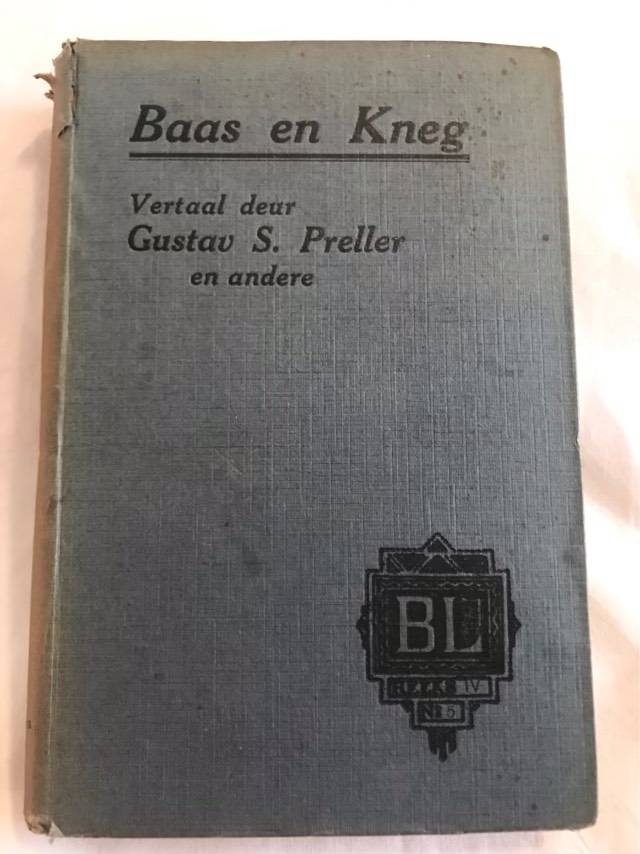 Baas en Kneg
Vertaal deur
Gustav S. Preller
en andere
BL
REEKS IV
No 5